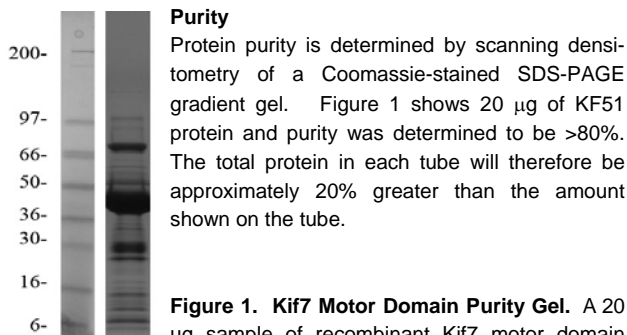 Purity
Protein purity is determined by scanning densi-
tometry of a Coomassie-stained SDS-PAGE
gradient gel. Figure 1 shows 20 µg of KF51
protein and purity was determined to be >80%.
The total protein in each tube will therefore be
approximately 20% greater than the amount
shown on the tube.
200-
97-
66-
50-
36-
30-
16-
6-
Figure 1. Kif7 Motor Domain Purity Gel. A 20
µg sample of recombinant Kif7 motor domain